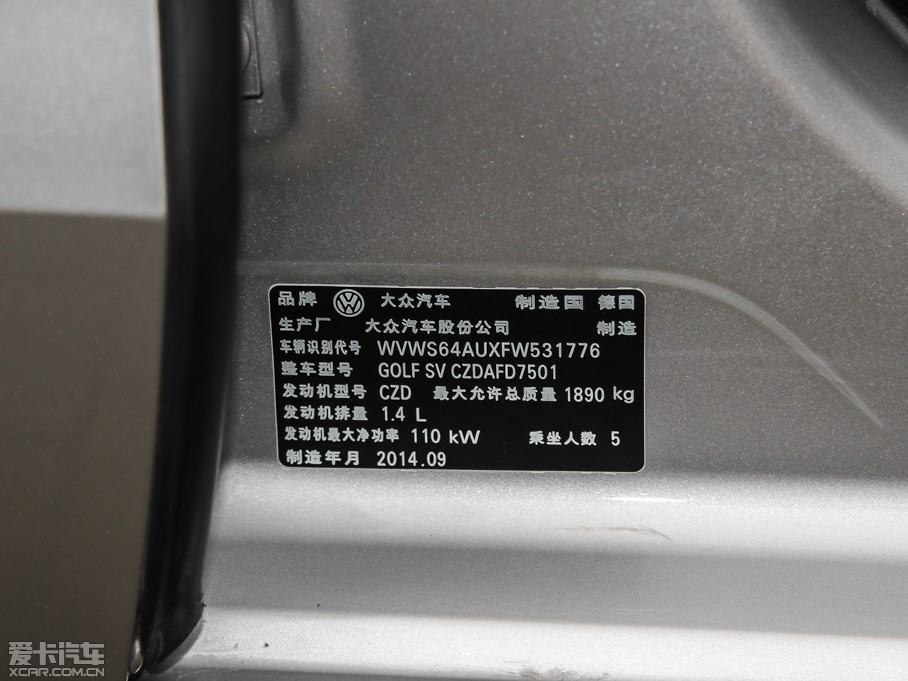 品牌 大众汽车 制造国 德国
生产厂 大众汽车股份公司 制造
车辆识别代号 WVWS64AUXFW531776
整车型号 GOLF SV CZDAFD7501
发动机型号 CZD 最大允许总质量 1890 kg
发动机排量 1.4 L
发动机最大净功率 110 kW 乘坐人数 5
制造年月 2014.09
爱卡汽车
XCAR.COM.CN